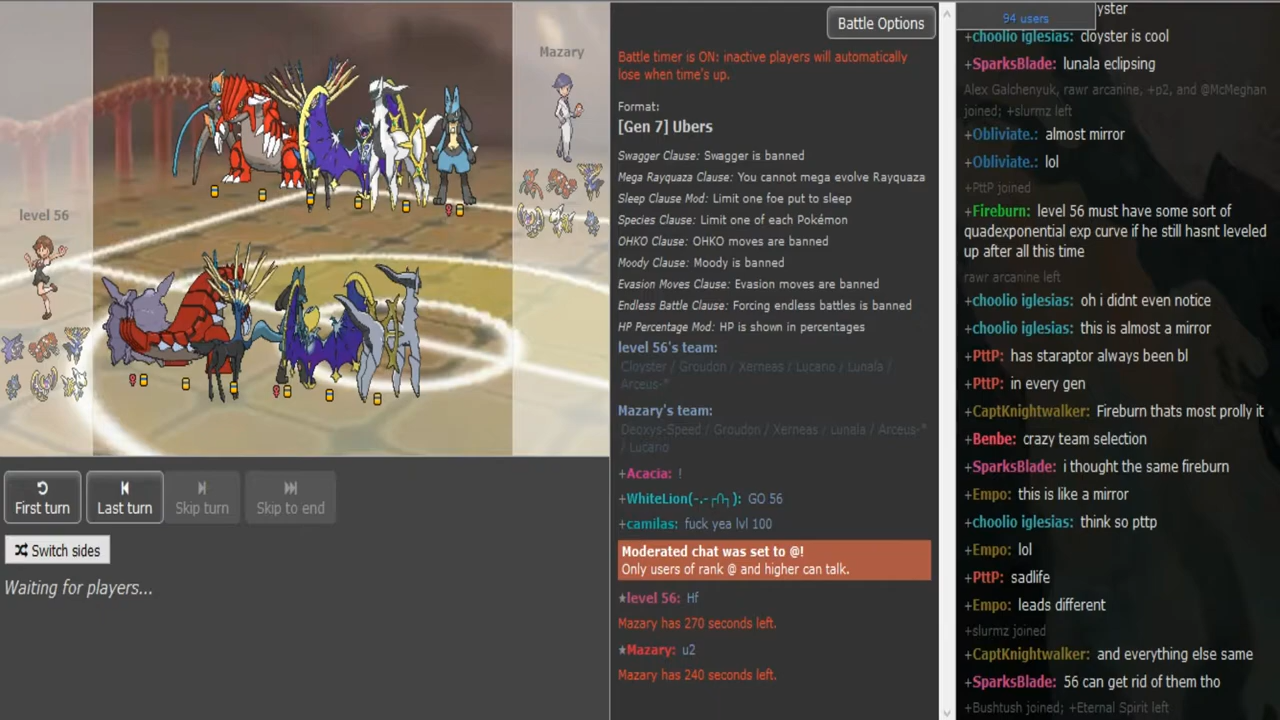 Mazary
level 56
First turn
Last turn
Skip turn
Skip to end
Switch sides
Waiting for players...
Battle Options
Battle timer is ON: inactive players will automatically
lose when time's up.
Format:
[Gen 7] Ubers
Swagger Clause: Swagger is banned
Mega Rayquaza Clause: You cannot mega evolve Rayquaza
Sleep Clause Mod: Limit one foe put to sleep
Species Clause: Limit one of each Pokémon
OHKO Clause: OHKO moves are banned
Moody Clause: Moody is banned
Evasion Moves Clause: Evasion moves are banned
Endless Battle Clause: Forcing endless battles is banned
HP Percentage Mod: HP is shown in percentages
level 56's team:
Cloyster / Groudon / Xerneas / Lucario / Lunala /
Arceus-*
Mazary's team:
Deoxys-Speed / Groudon / Xerneas / Lunala / Arceus-*
/ Lucario
+Acacia: !
+WhiteLion(-.-┌∩┐): GO 56
+camilas: fuck yea lvl 100
Moderated chat was set to @!
Only users of rank @ and higher can talk.
★level 56: Hf
Mazary has 270 seconds left.
★Mazary: u2
Mazary has 240 seconds left.
94 users
yster
+choolio iglesias: cloyster is cool
+SparksBlade: lunala eclipsing
Alex Galchenyuk, rawr arcanine, +p2, and @McMeghan
joined; +slurmz left
+Obliviate.: almost mirror
+Obliviate.: lol
+PttP joined
+Fireburn: level 56 must have some sort of
quadexponential exp curve if he still hasnt leveled
up after all this time
rawr arcanine left
+choolio iglesias: oh i didnt even notice
+choolio iglesias: this is almost a mirror
+PttP: has staraptor always been bl
+PttP: in every gen
+CaptKnightwalker: Fireburn thats most prolly it
+Benbe: crazy team selection
+SparksBlade: i thought the same fireburn
+Empo: this is like a mirror
+choolio iglesias: think so pttp
+Empo: lol
+PttP: sadlife
+Empo: leads different
+slurmz joined
+CaptKnightwalker: and everything else same
+SparksBlade: 56 can get rid of them tho
+Bushtush joined; +Eternal Spirit left